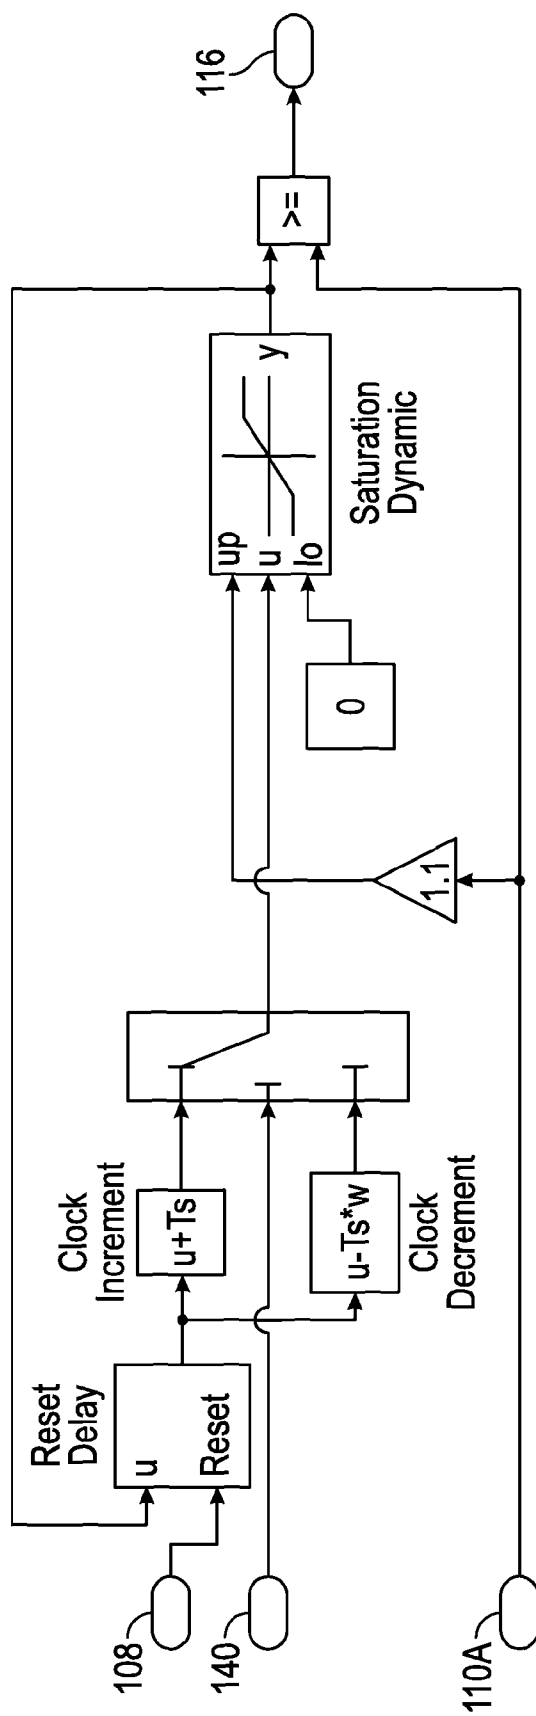 108
140
110A
Reset
Delay
u
Reset
Clock
Increment
u+Ts
u-Ts*w
Clock
Decrement
1.1
0
up
u
lo
y
Saturation
Dynamic
>=
116